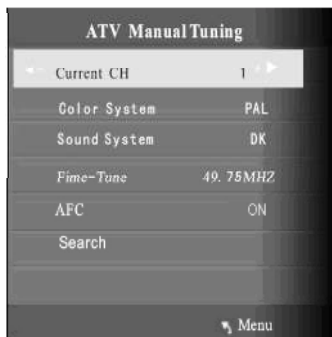 ATV Manual Tuning
Current CH 1
Color System PAL
Sound System DK
Fime-Tune 49.75MHZ
AFC ON
Search
Menu